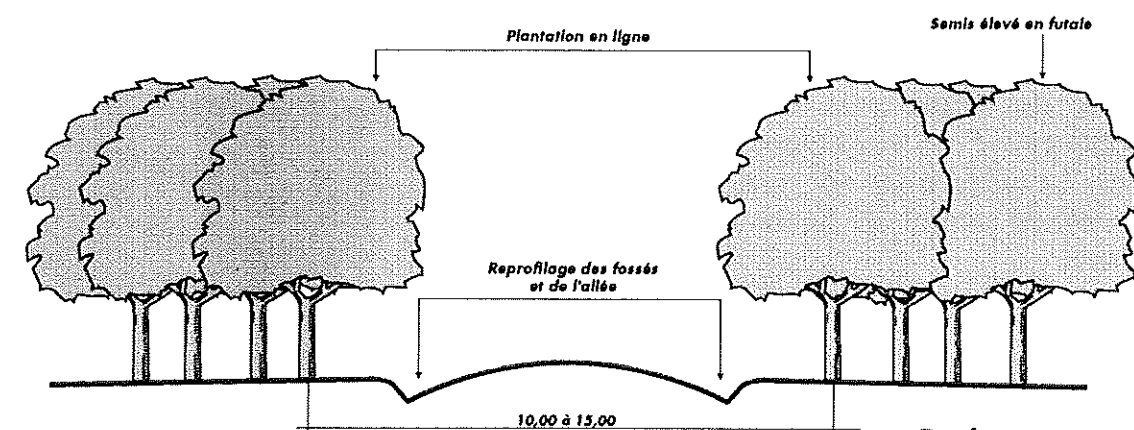 Semis élevé en futaie
Plantation en ligne
Reprofilage des fossés
et de l'allée
10,00 à 15,00